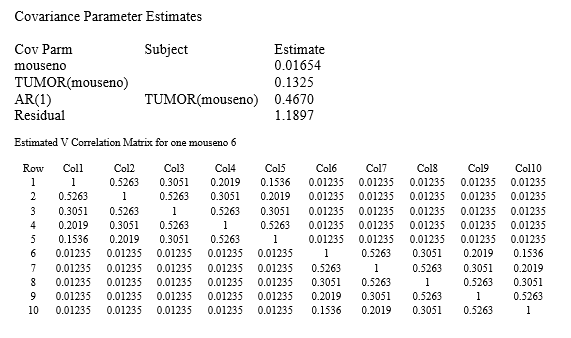 Covariance Parameter Estimates
Cov Parm Subject Estimate
mouseno 0.01654
TUMOR(mouseno) 0.1325
AR(1) TUMOR(mouseno) 0.4670
Residual 1.1897
Estimated V Correlation Matrix for one mouseno 6
Row Col1 Col2 Col3 Col4 Col5 Col6 Col7 Col8 Col9 Col10
1 1 0.5263 0.3051 0.2019 0.1536 0.01235 0.01235 0.01235 0.01235 0.01235
2 0.5263 1 0.5263 0.3051 0.2019 0.01235 0.01235 0.01235 0.01235 0.01235
3 0.3051 0.5263 1 0.5263 0.3051 0.01235 0.01235 0.01235 0.01235 0.01235
4 0.2019 0.3051 0.5263 1 0.5263 0.01235 0.01235 0.01235 0.01235 0.01235
5 0.1536 0.2019 0.3051 0.5263 1 0.01235 0.01235 0.01235 0.01235 0.01235
6 0.01235 0.01235 0.01235 0.01235 0.01235 1 0.5263 0.3051 0.2019 0.1536
7 0.01235 0.01235 0.01235 0.01235 0.01235 0.5263 1 0.5263 0.3051 0.2019
8 0.01235 0.01235 0.01235 0.01235 0.01235 0.3051 0.5263 1 0.5263 0.3051
9 0.01235 0.01235 0.01235 0.01235 0.01235 0.2019 0.3051 0.5263 1 0.5263
10 0.01235 0.01235 0.01235 0.01235 0.01235 0.1536 0.2019 0.3051 0.5263 1